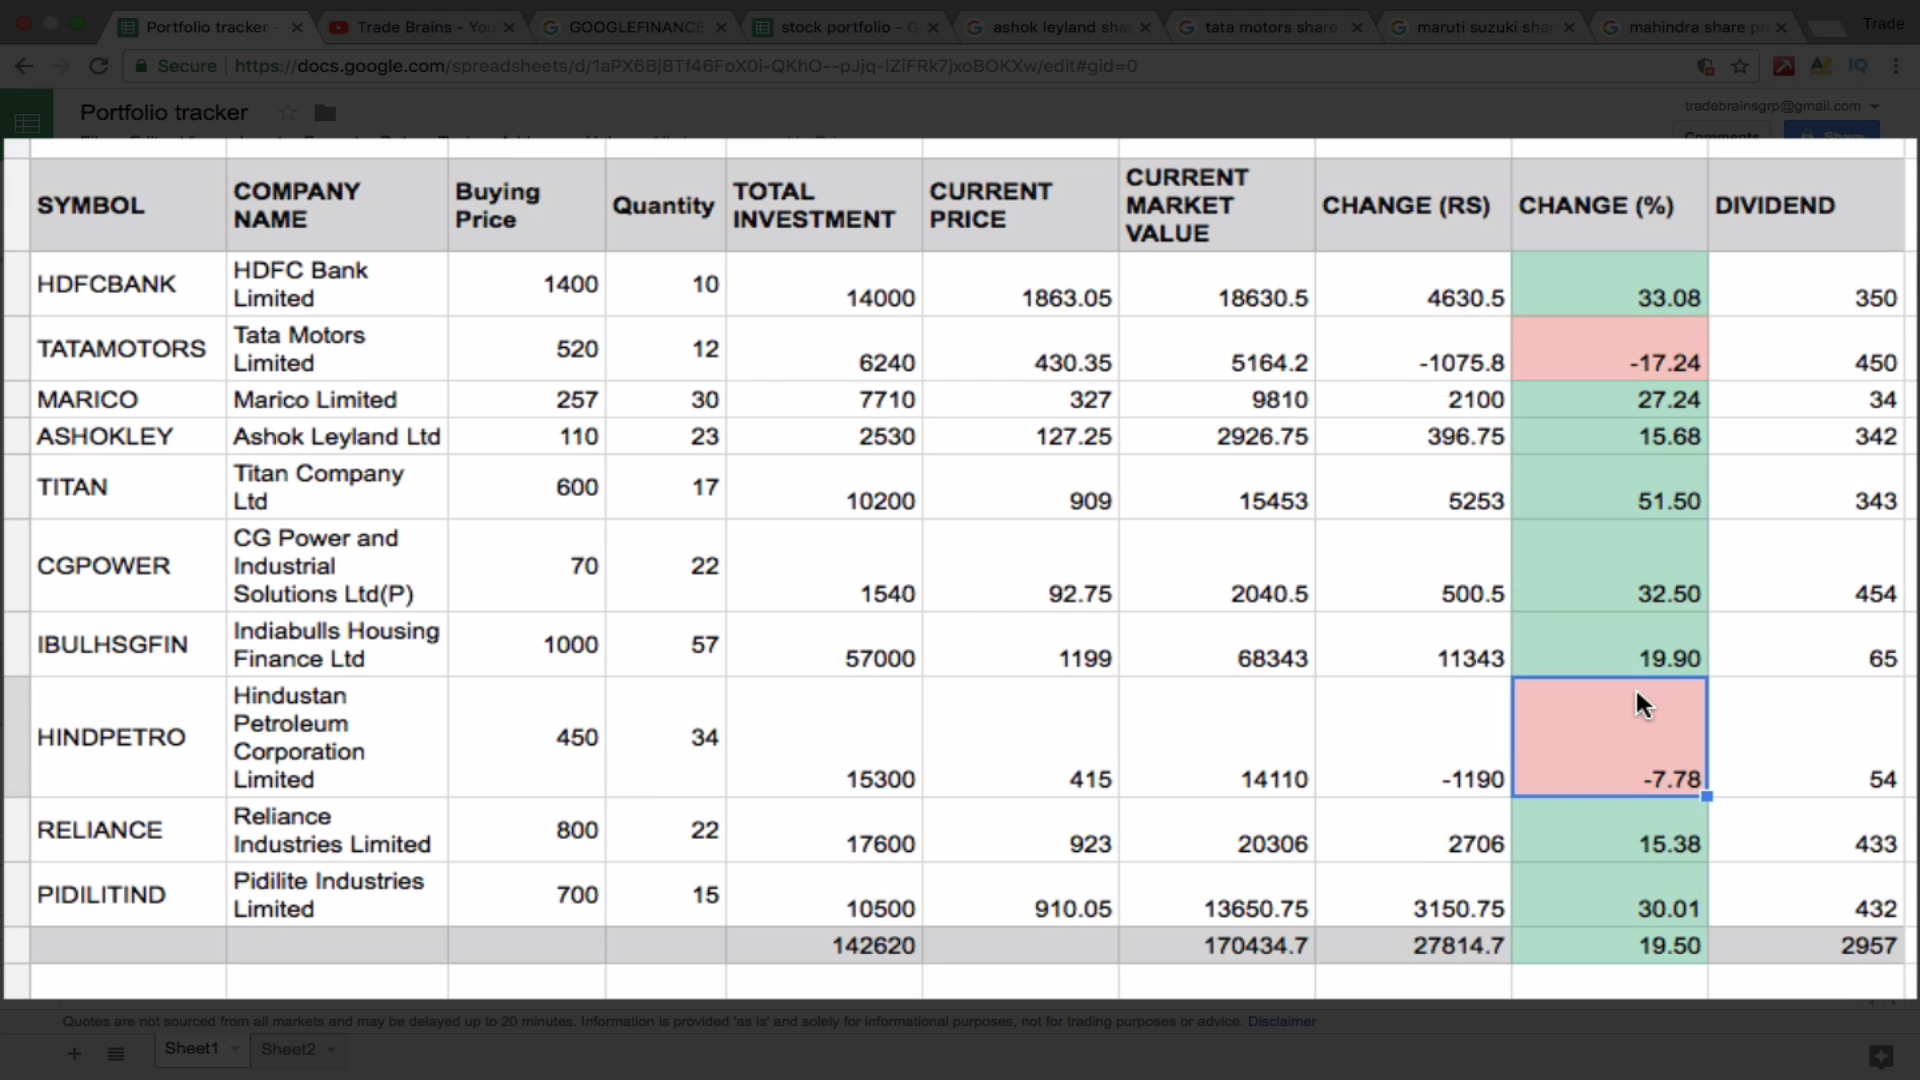 Portfolio tracker -
Trade Brains - You
GOOGLEFINANCE
stock portfolio - G
ashok leyland shar
tata motors share
maruti suzuki shar
mahindra share pr
Trade
Secure
https://docs.google.com/spreadsheets/d/1aPX6Bj8Tf46FoX0i-QKhO--pJjq-lZiFRk7jxoBOKXw/edit#gid=0
IQ
Portfolio tracker
tradebrainsgrp@gmail.com
Comments
Share
SYMBOL
COMPANY
NAME
Buying
Price
Quantity
TOTAL
INVESTMENT
CURRENT
PRICE
CURRENT
MARKET
VALUE
CHANGE (RS)
CHANGE (%)
DIVIDEND
HDFCBANK
HDFC Bank
Limited
1400
10
14000
1863.05
18630.5
4630.5
33.08
350
TATAMOTORS
Tata Motors
Limited
520
12
6240
430.35
5164.2
-1075.8
-17.24
450
MARICO
Marico Limited
257
30
7710
327
9810
2100
27.24
34
ASHOKLEY
Ashok Leyland Ltd
110
23
2530
127.25
2926.75
396.75
15.68
342
TITAN
Titan Company
Ltd
600
17
10200
909
15453
5253
51.50
343
CGPOWER
CG Power and
Industrial
Solutions Ltd(P)
70
22
1540
92.75
2040.5
500.5
32.50
454
IBULHSGFIN
Indiabulls Housing
Finance Ltd
1000
57
57000
1199
68343
11343
19.90
65
HINDPETRO
Hindustan
Petroleum
Corporation
Limited
450
34
15300
415
14110
-1190
-7.78
54
RELIANCE
Reliance
Industries Limited
800
22
17600
923
20306
2706
15.38
433
PIDILITIND
Pidilite Industries
Limited
700
15
10500
910.05
13650.75
3150.75
30.01
432
142620
170434.7
27814.7
19.50
2957
Quotes are not sourced from all markets and may be delayed up to 20 minutes. Information is provided 'as is' and solely for informational purposes, not for trading purposes or advice. Disclaimer
Sheet1
Sheet2